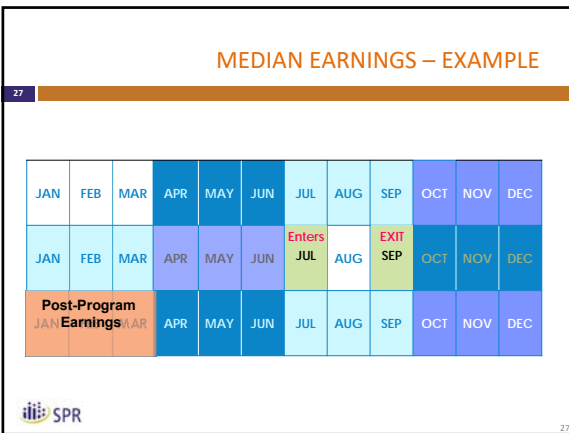 MEDIAN EARNINGS – EXAMPLE
27
JAN FEB MAR APR MAY JUN JUL AUG SEP OCT NOV DEC
Enters EXIT
JAN FEB MAR APR MAY JUN JUL AUG SEP OCT NOV DEC
Post-Program
Earnings
JAN MAR APR MAY JUN JUL AUG SEP OCT NOV DEC
SPR
27